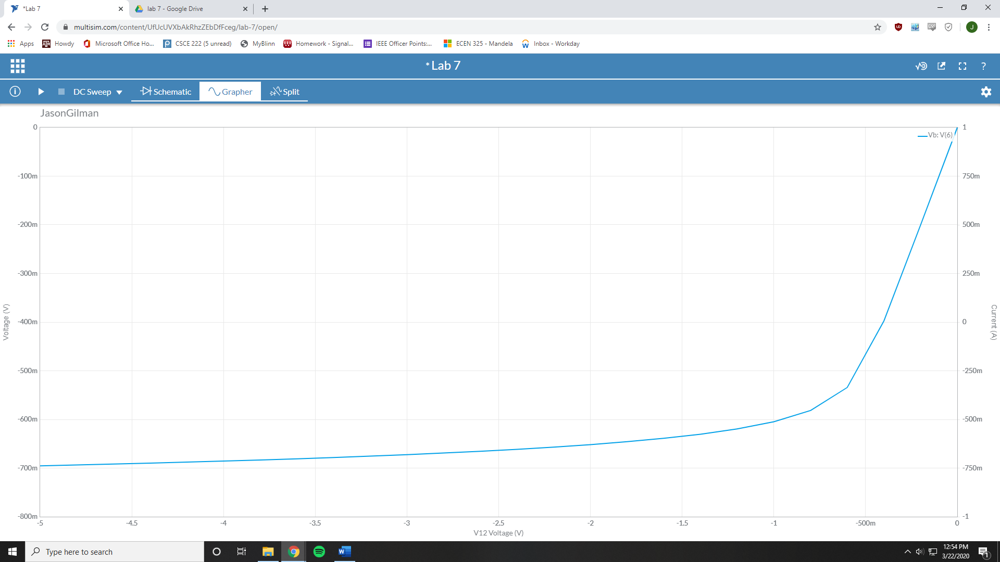 *Lab 7
lab 7 - Google Drive
multisim.com/content/UfUcUVXbAkRhzZEbDfFceg/lab-7/open/
J
Apps Howdy Microsoft Office Ho... CSCE 222 (5 unread) MyBlinn Homework - Signal... IEEE Officer Points:... ECEN 325 - Mandela Inbox - Workday
*Lab 7
?
DC Sweep Schematic Grapher Split
JasonGilman
0 1
Vb: V(6)
-100m 750m
-200m 500m
-300m 250m
Voltage (V)
Current (A)
-400m 0
-500m -250m
-600m -500m
-700m -750m
-800m -1
-5 -4.5 -4 -3.5 -3 -2.5 -2 -1.5 -1 -500m 0
V12 Voltage (V)
Type here to search
12:54 PM
3/22/2020
1